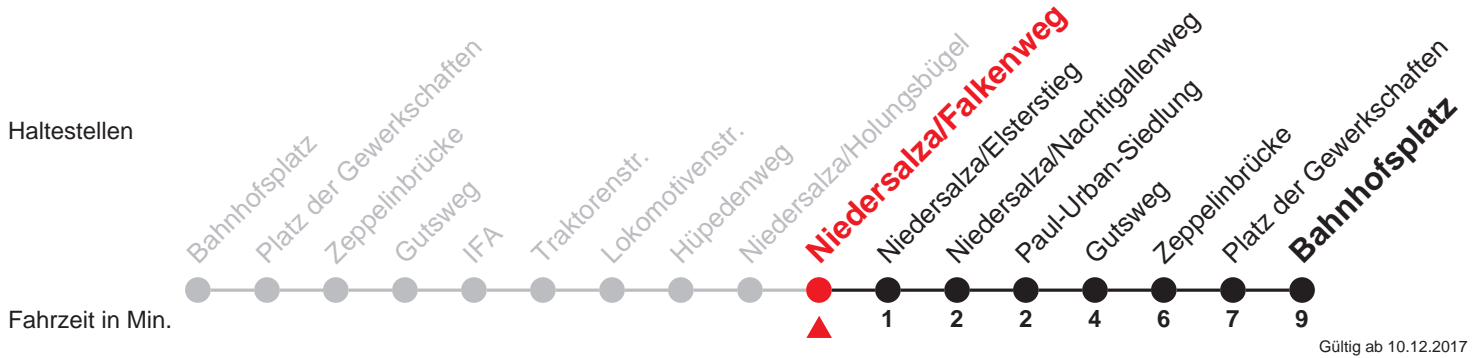 Haltestellen
Bahnhofsplatz
Platz der Gewerkschaften
Zeppelinbrücke
Gutsweg
IFA
Traktorenstr.
Lokomotivenstr.
Hüpedenweg
Niedersalza/Holungsbügel
Niedersalza/Falkenweg
Niedersalza/Elsterstieg
Niedersalza/Nachtigallenweg
Paul-Urban-Siedlung
Gutsweg
Zeppelinbrücke
Platz der Gewerkschaften
Bahnhofsplatz
Fahrzeit in Min.
1 2 2 4 6 7 9
Gültig ab 10.12.2017